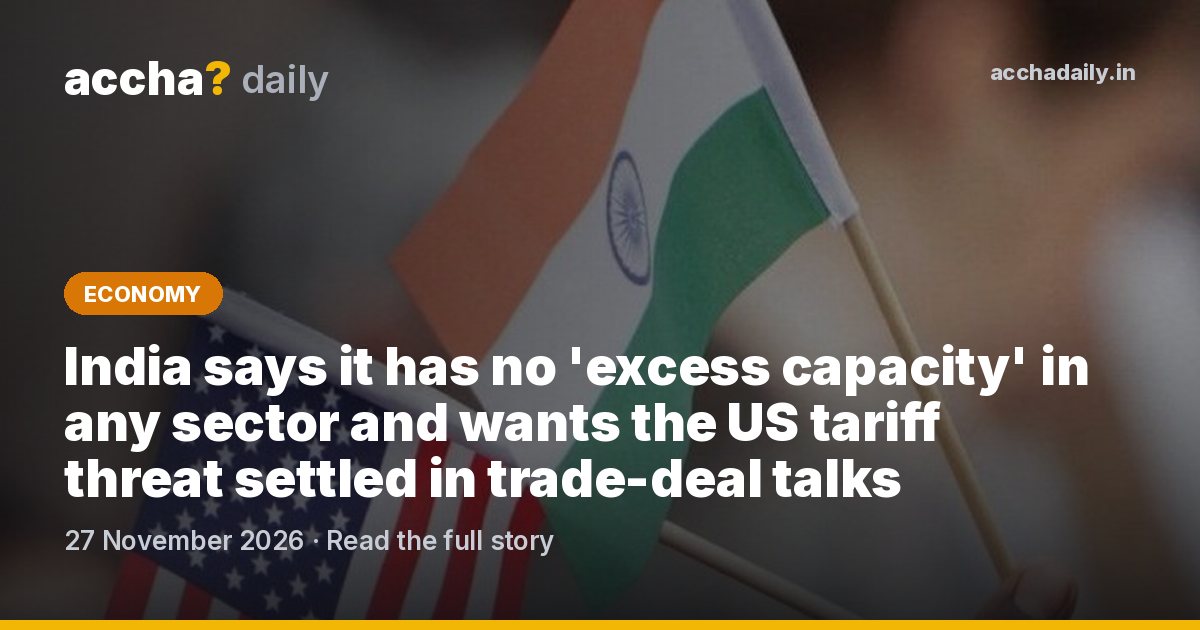 accha? daily
acchadaily.in
ECONOMY
India says it has no 'excess capacity' in
any sector and wants the US tariff
threat settled in trade-deal talks
27 November 2026 · Read the full story